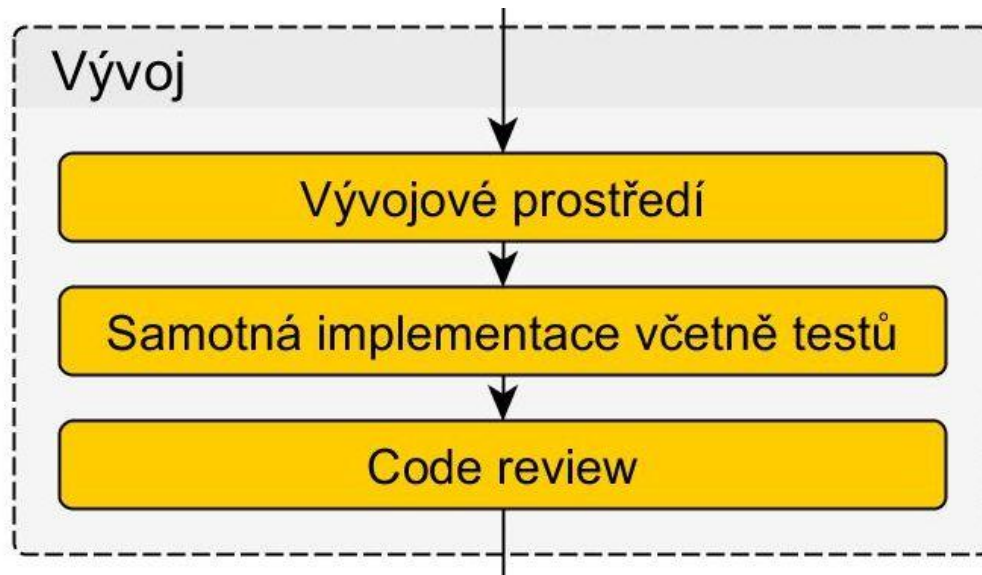 Vývoj
Vývojové prostředí
Samotná implementace včetně testů
Code review